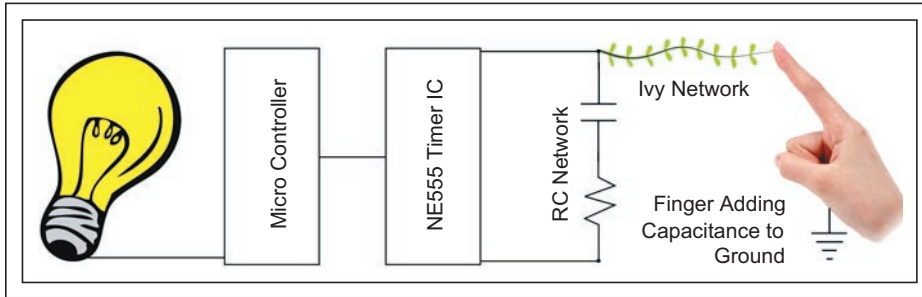 Micro Controller
NE555 Timer IC
RC Network
Ivy Network
Finger Adding
Capacitance to
Ground